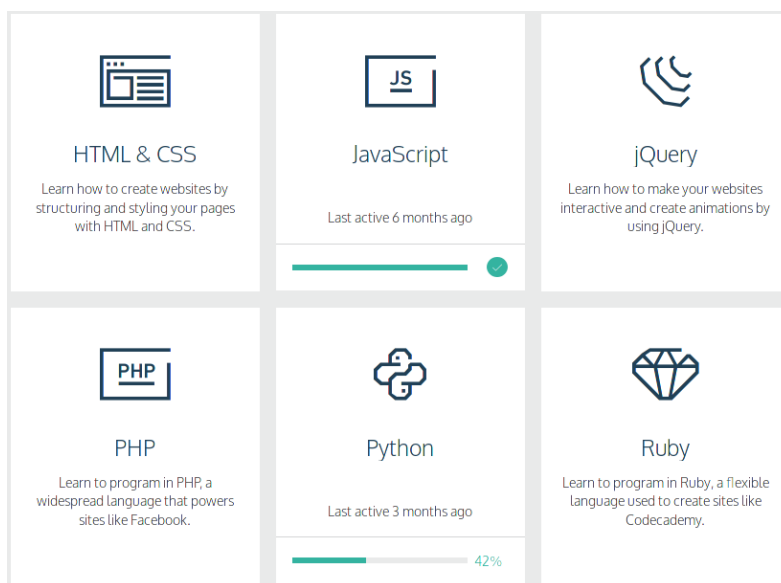 HTML & CSS
Learn how to create websites by
structuring and styling your pages
with HTML and CSS.
JS
JavaScript
Last active 6 months ago
jQuery
Learn how to make your websites
interactive and create animations by
using jQuery.
PHP
PHP
Learn to program in PHP, a
widespread language that powers
sites like Facebook.
Python
Last active 3 months ago
42%
Ruby
Learn to program in Ruby, a flexible
language used to create sites like
Codecademy.